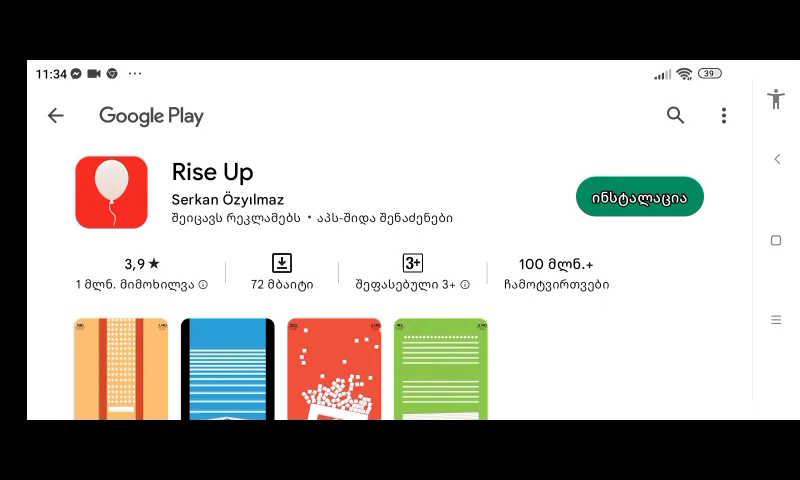 11:34 39
Google Play
Rise Up
Serkan Özyılmaz
შეიცავს რეკლამებს • აპს-შიდა შენაძენები
ინსტალაცია
3,9★ 3+ 100 მლნ.+
1 მლნ. მიმოხილვა 72 მბაიტი შეფასებული 3+ ჩამოტვირთვები